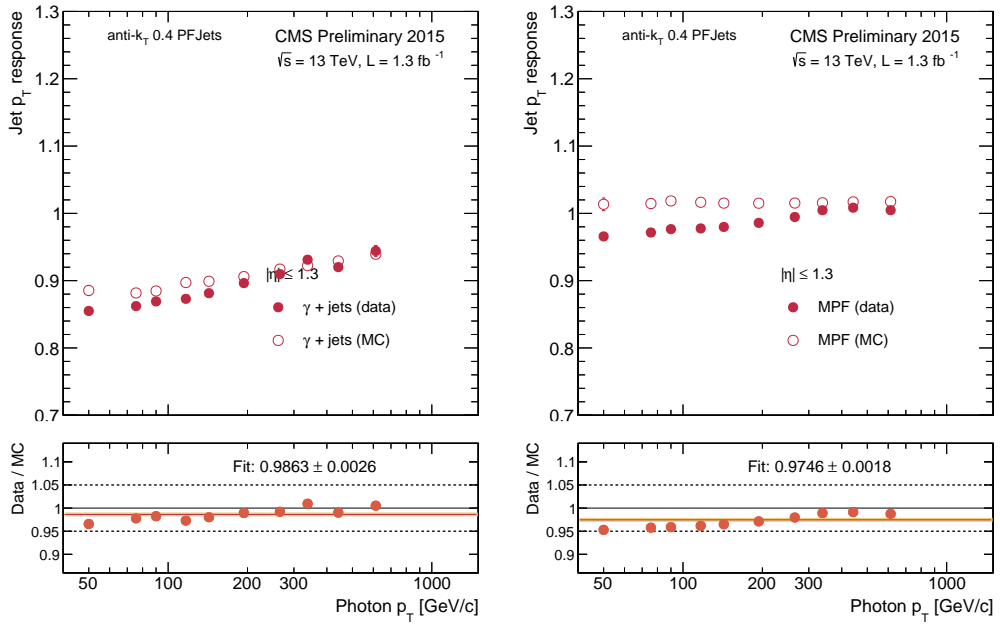 anti-k_T 0.4 PFJets
CMS Preliminary 2015
√s = 13 TeV, L = 1.3 fb⁻¹
Jet p_T response
1.3
1.2
1.1
1
0.9
0.8
0.7
|η| ≤ 1.3
γ + jets (data)
γ + jets (MC)
Data / MC
1.1
1.05
1
0.95
0.9
Fit: 0.9863 ± 0.0026
50 100 200 300 1000
Photon p_T [GeV/c]
anti-k_T 0.4 PFJets
CMS Preliminary 2015
√s = 13 TeV, L = 1.3 fb⁻¹
Jet p_T response
1.3
1.2
1.1
1
0.9
0.8
0.7
|η| ≤ 1.3
MPF (data)
MPF (MC)
Data / MC
1.1
1.05
1
0.95
0.9
Fit: 0.9746 ± 0.0018
50 100 200 300 1000
Photon p_T [GeV/c]